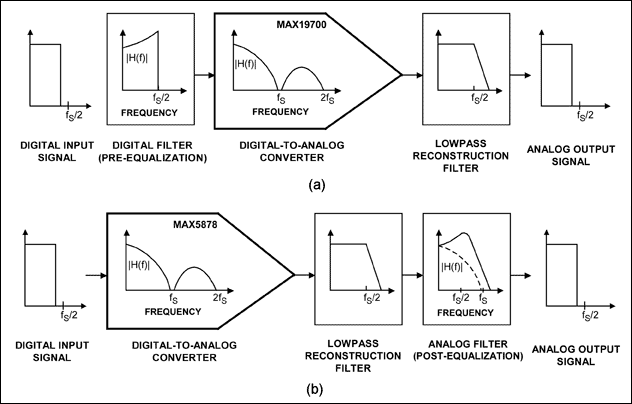 MAX19700
|H(f)|
|H(f)|
fS/2
fS/2
fS
2fS
fS/2
fS/2
FREQUENCY
FREQUENCY
DIGITAL INPUT
SIGNAL
DIGITAL FILTER
(PRE-EQUALIZATION)
DIGITAL-TO-ANALOG
CONVERTER
LOWPASS
RECONSTRUCTION
FILTER
ANALOG OUTPUT
SIGNAL
(a)
MAX5878
|H(f)|
|H(f)|
fS/2
fS
2fS
fS/2
fS/2
fS
fS/2
FREQUENCY
FREQUENCY
DIGITAL INPUT
SIGNAL
DIGITAL-TO-ANALOG
CONVERTER
LOWPASS
RECONSTRUCTION
FILTER
ANALOG FILTER
(POST-EQUALIZATION)
ANALOG OUTPUT
SIGNAL
(b)